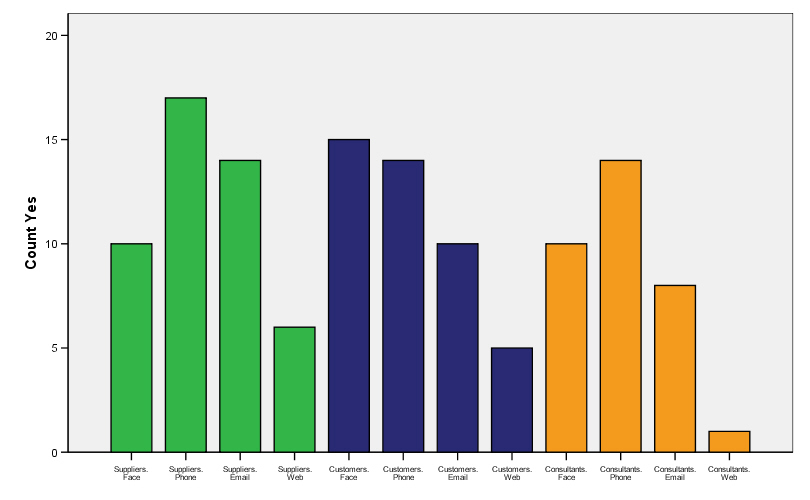 Count Yes
20
15
10
5
0
Suppliers.
Face
Suppliers.
Phone
Suppliers.
Email
Suppliers.
Web
Customers.
Face
Customers.
Phone
Customers.
Email
Customers.
Web
Consultants.
Face
Consultants.
Phone
Consultants.
Email
Consultants.
Web